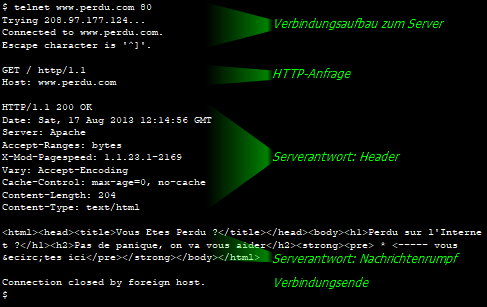 $ telnet www.perdu.com 80
Trying 208.97.177.124...
Connected to www.perdu.com.
Escape character is '^]'.
Verbindungsaufbau zum Server
GET / http/1.1
Host: www.perdu.com
HTTP-Anfrage
HTTP/1.1 200 OK
Date: Sat, 17 Aug 2013 12:14:56 GMT
Server: Apache
Accept-Ranges: bytes
X-Mod-Pagespeed: 1.1.23.1-2169
Vary: Accept-Encoding
Cache-Control: max-age=0, no-cache
Content-Length: 204
Content-Type: text/html
Serverantwort: Header
<html><head><title>Vous Etes Perdu ?</title></head><body><h1>Perdu sur l'Interne
t ?</h1><h2>Pas de panique, on va vous aider</h2><strong><pre> * <----- vous
&ecirc;tes ici</pre></strong></body></html>
Serverantwort: Nachrichtenrumpf
Connection closed by foreign host.
$
Verbindungsende